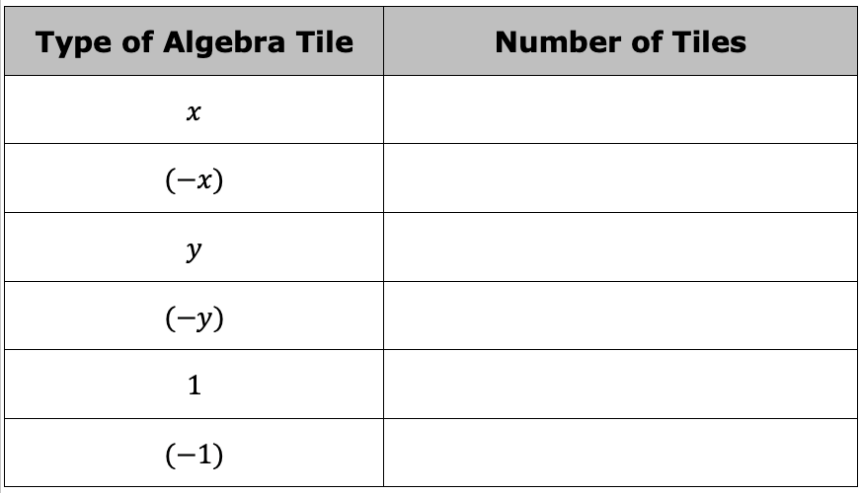 Type of Algebra Tile Number of Tiles
x
(−x)
y
(−y)
1
(−1)